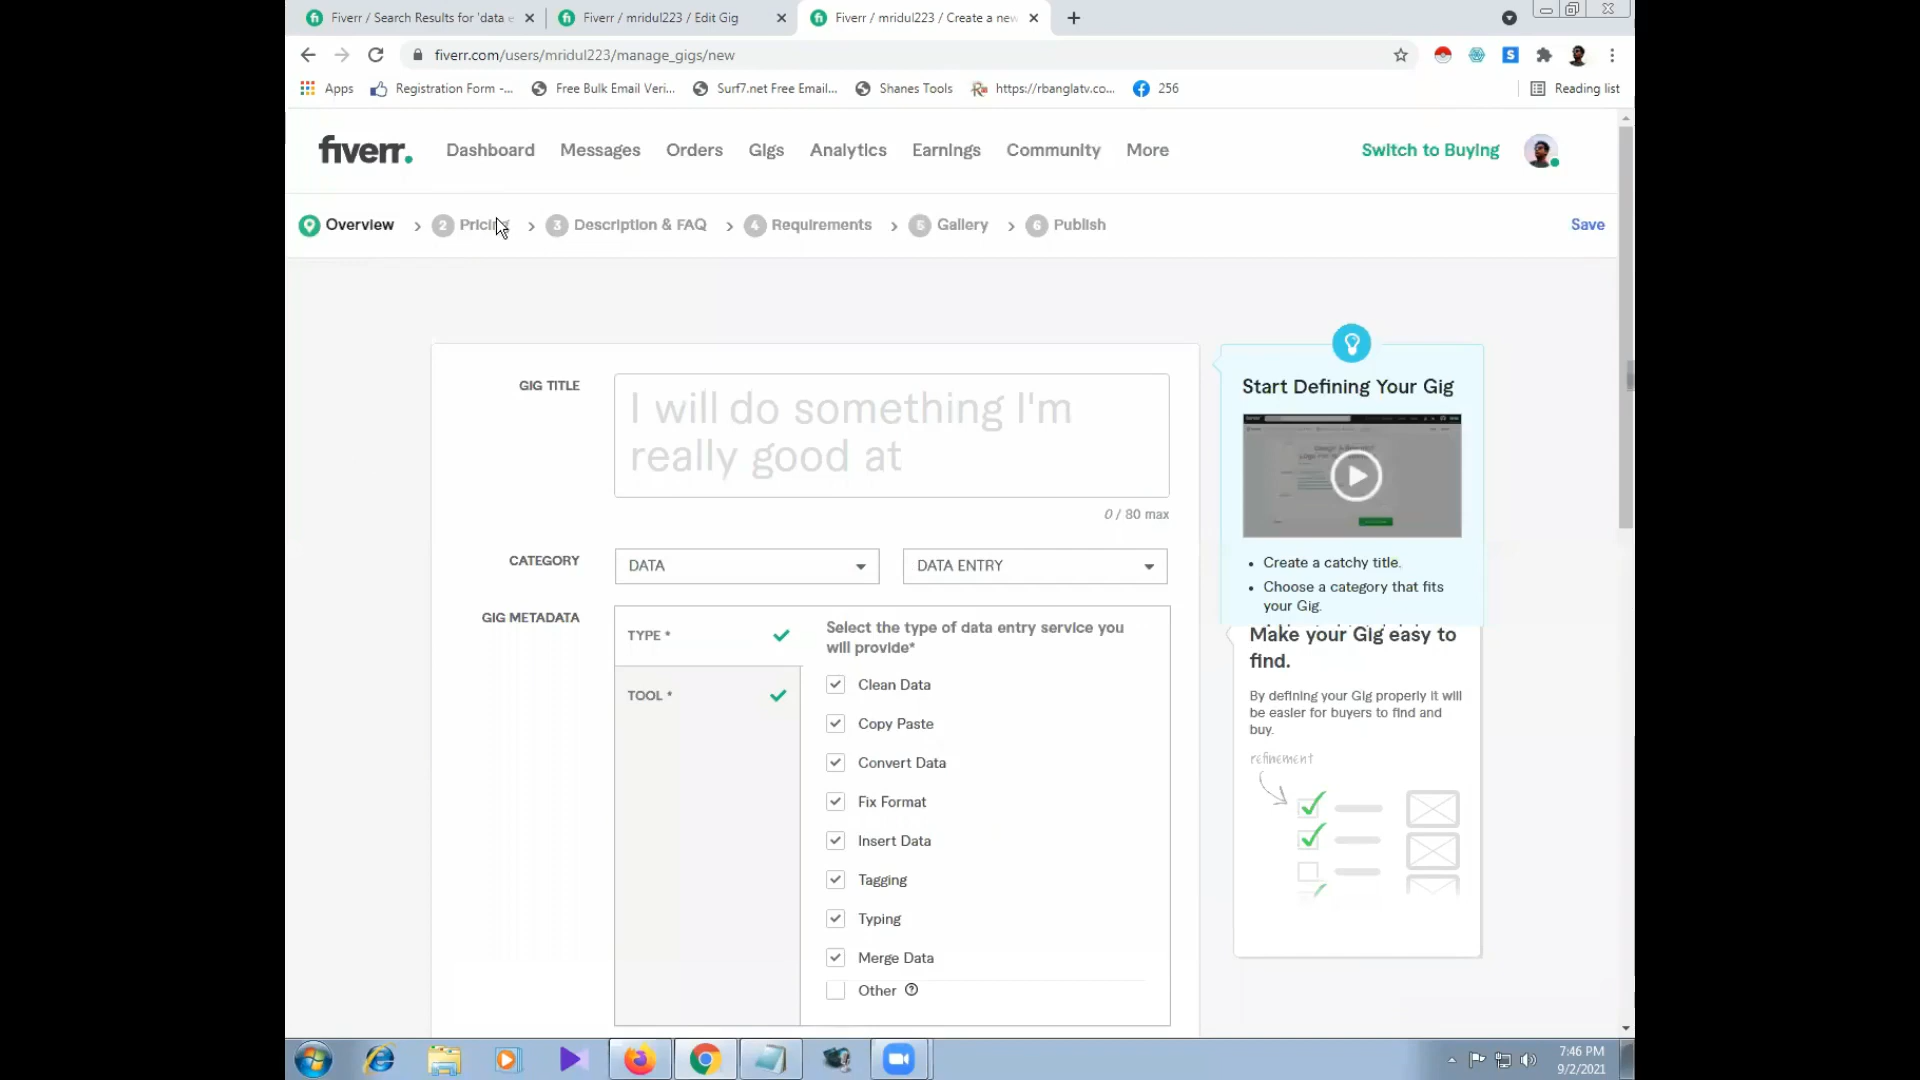 Fiverr / Search Results for 'data e
Fiverr / mridul223 / Edit Gig
Fiverr / mridul223 / Create a new
fiverr.com/users/mridul223/manage_gigs/new
Apps
Registration Form -...
Free Bulk Email Veri...
Surf7.net Free Email...
Shanes Tools
https://rbanglatv.co...
256
Reading list
fiverr.
Dashboard
Messages
Orders
Gigs
Analytics
Earnings
Community
More
Switch to Buying
Overview
2 Pricing
3 Description & FAQ
4 Requirements
5 Gallery
6 Publish
Save
GIG TITLE
I will do something I'm
really good at
0 / 80 max
CATEGORY
DATA
DATA ENTRY
GIG METADATA
TYPE *
TOOL *
Select the type of data entry service you
will provide*
Clean Data
Copy Paste
Convert Data
Fix Format
Insert Data
Tagging
Typing
Merge Data
Other
Start Defining Your Gig
• Create a catchy title.
• Choose a category that fits
your Gig.
Make your Gig easy to
find.
By defining your Gig properly it will
be easier for buyers to find and
buy.
refinement
7:46 PM
9/2/2021